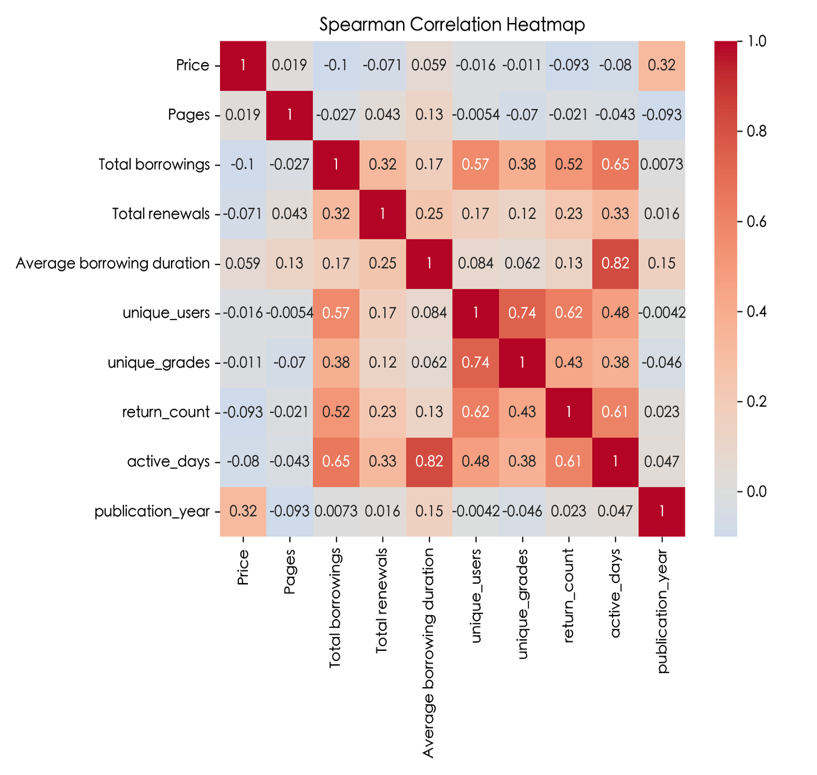 Spearman Correlation Heatmap
Price 1 0.019 -0.1 -0.071 0.059 -0.016 -0.011 -0.093 -0.08 0.32
Pages 0.019 1 -0.027 0.043 0.13 -0.0054 -0.07 -0.021 -0.043 -0.093
Total borrowings -0.1 -0.027 1 0.32 0.17 0.57 0.38 0.52 0.65 0.0073
Total renewals -0.071 0.043 0.32 1 0.25 0.17 0.12 0.23 0.33 0.016
Average borrowing duration 0.059 0.13 0.17 0.25 1 0.084 0.062 0.13 0.82 0.15
unique_users -0.016 -0.0054 0.57 0.17 0.084 1 0.74 0.62 0.48 -0.0042
unique_grades -0.011 -0.07 0.38 0.12 0.062 0.74 1 0.43 0.38 -0.046
return_count -0.093 -0.021 0.52 0.23 0.13 0.62 0.43 1 0.61 0.023
active_days -0.08 -0.043 0.65 0.33 0.82 0.48 0.38 0.61 1 0.047
publication_year 0.32 -0.093 0.0073 0.016 0.15 -0.0042 -0.046 0.023 0.047 1
Price
Pages
Total borrowings
Total renewals
Average borrowing duration
unique_users
unique_grades
return_count
active_days
publication_year
1.0
0.8
0.6
0.4
0.2
0.0